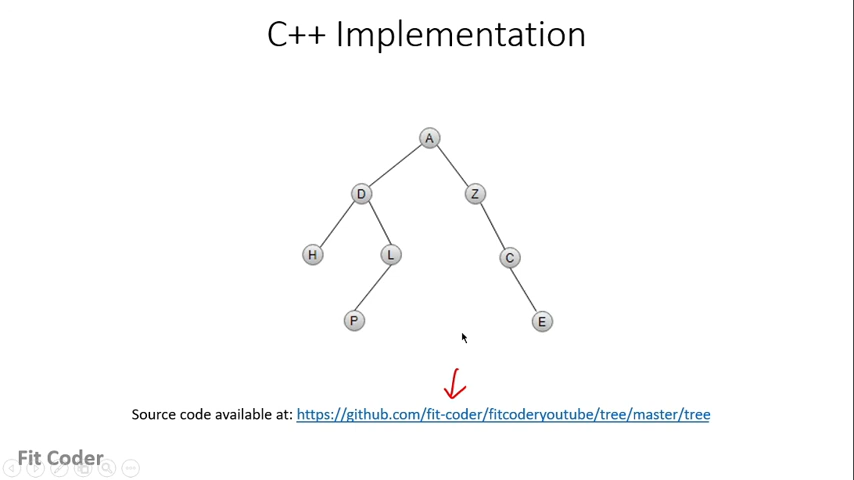 C++ Implementation
A
D
Z
H
L
C
P
E
Source code available at: https://github.com/fit-coder/fitcoderyoutube/tree/master/tree
Fit Coder